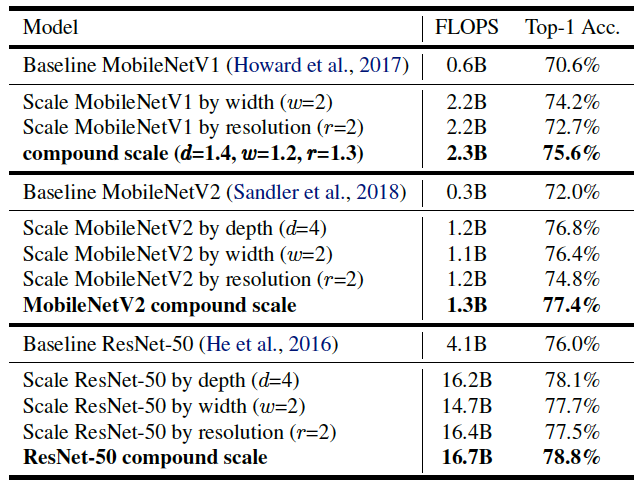 Model FLOPS Top-1 Acc.
Baseline MobileNetV1 (Howard et al., 2017) 0.6B 70.6%
Scale MobileNetV1 by width (w=2) 2.2B 74.2%
Scale MobileNetV1 by resolution (r=2) 2.2B 72.7%
compound scale (d=1.4, w=1.2, r=1.3) 2.3B 75.6%
Baseline MobileNetV2 (Sandler et al., 2018) 0.3B 72.0%
Scale MobileNetV2 by depth (d=4) 1.2B 76.8%
Scale MobileNetV2 by width (w=2) 1.1B 76.4%
Scale MobileNetV2 by resolution (r=2) 1.2B 74.8%
MobileNetV2 compound scale 1.3B 77.4%
Baseline ResNet-50 (He et al., 2016) 4.1B 76.0%
Scale ResNet-50 by depth (d=4) 16.2B 78.1%
Scale ResNet-50 by width (w=2) 14.7B 77.7%
Scale ResNet-50 by resolution (r=2) 16.4B 77.5%
ResNet-50 compound scale 16.7B 78.8%